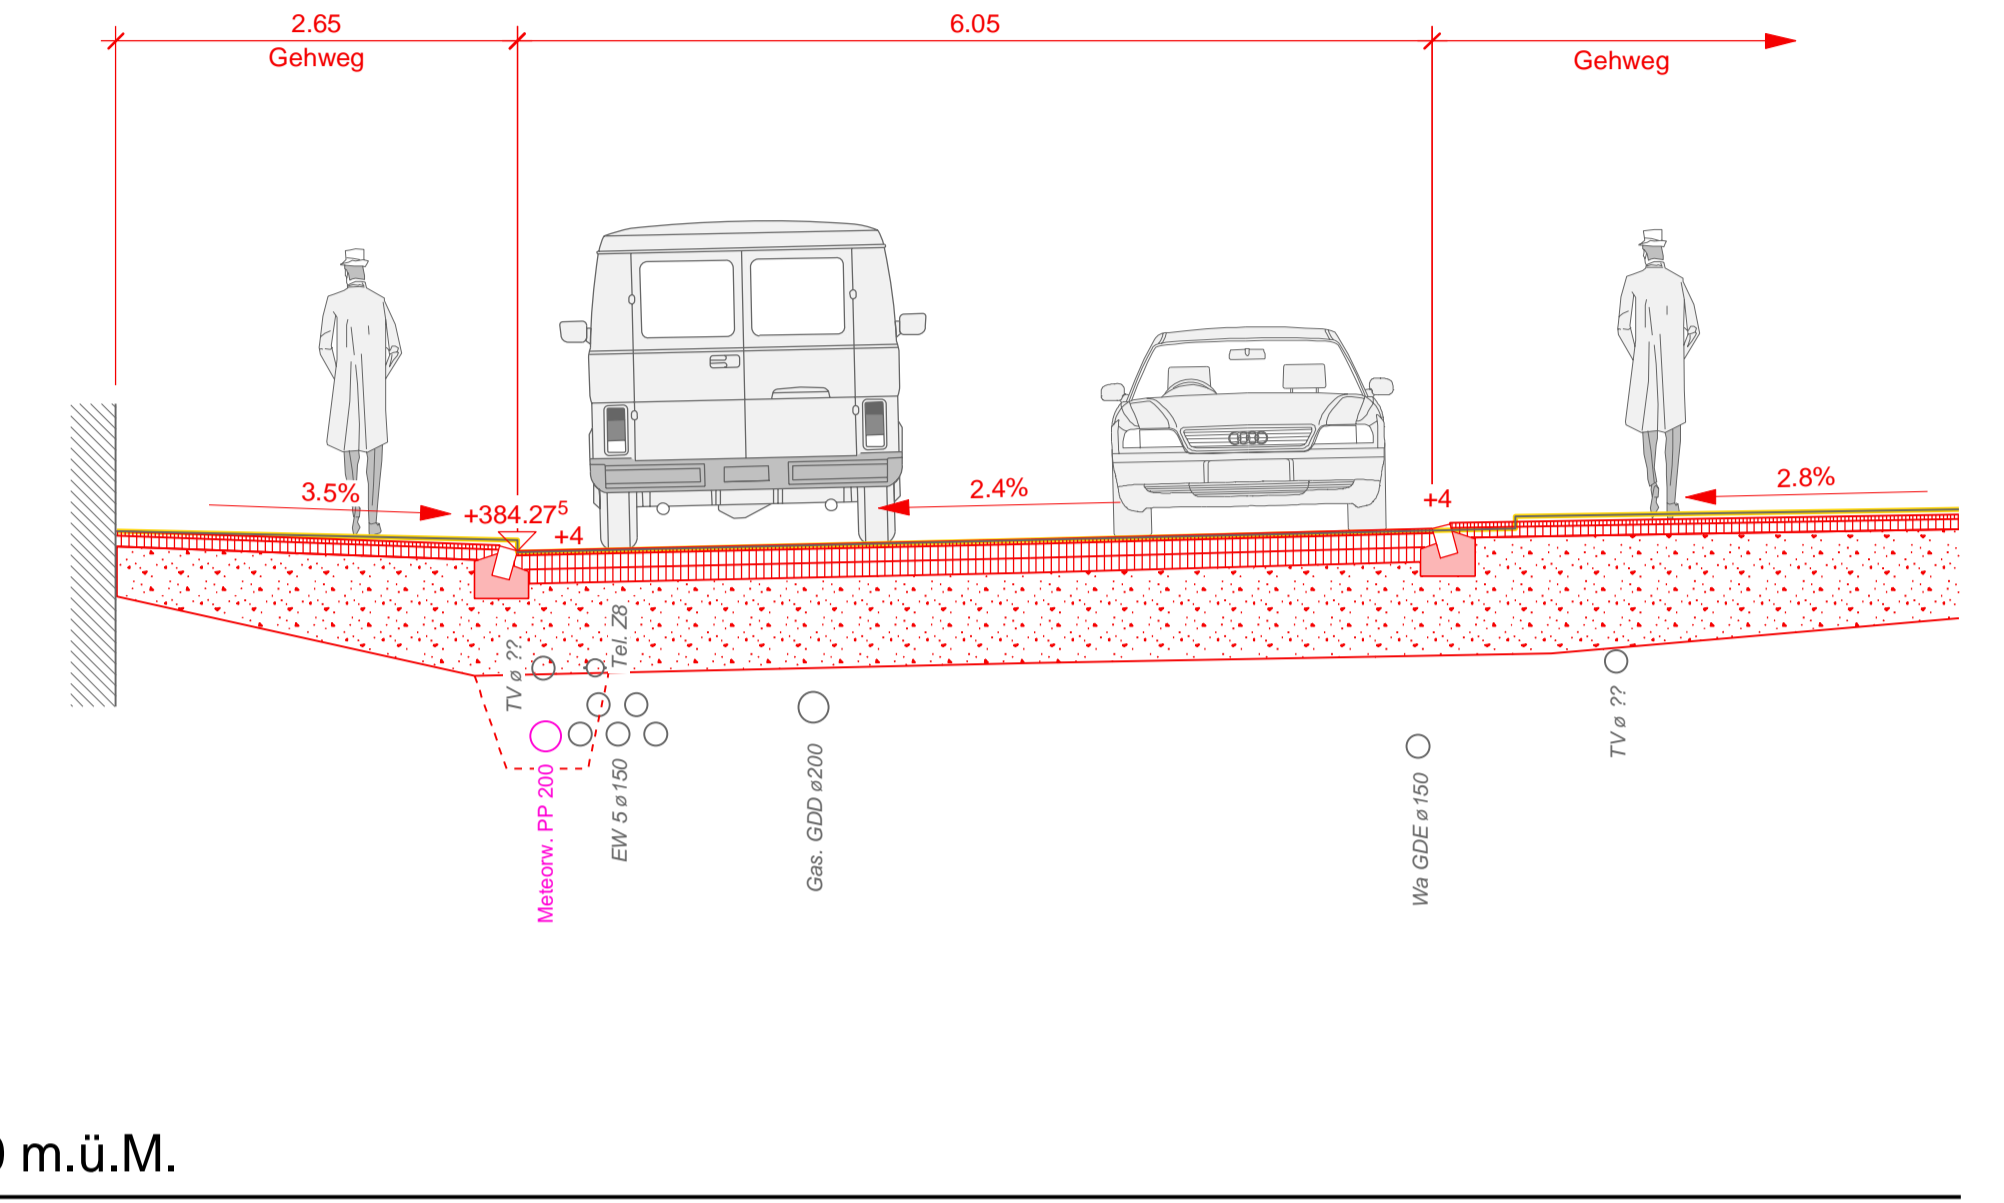 2.65
6.05
Gehweg
Gehweg
3.5%
2.4%
2.8%
+384.27⁵
+4
+4
TV ø ??
Tel. Z8
Meteorw. PP 200
EW 5 ø150
Gas. GDD ø200
Wa GDE ø150
TV ø ??
m.ü.M.